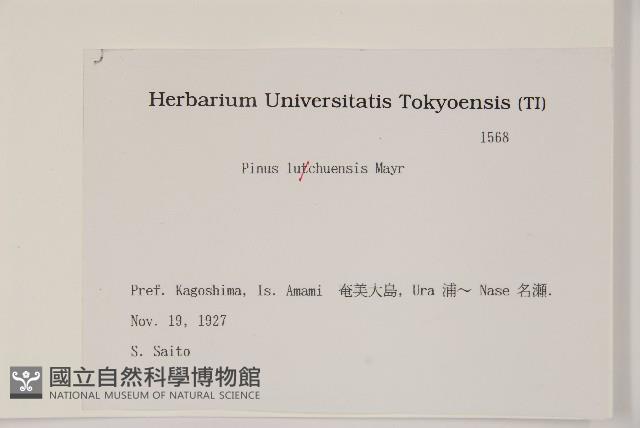 Herbarium Universitatis Tokyoensis (TI)
1568
Pinus lutchuensis Mayr
Pref. Kagoshima, Is. Amami 奄美大島, Ura 浦～ Nase 名瀬.
Nov. 19, 1927
S. Saito
國立自然科學博物館
NATIONAL MUSEUM OF NATURAL SCIENCE